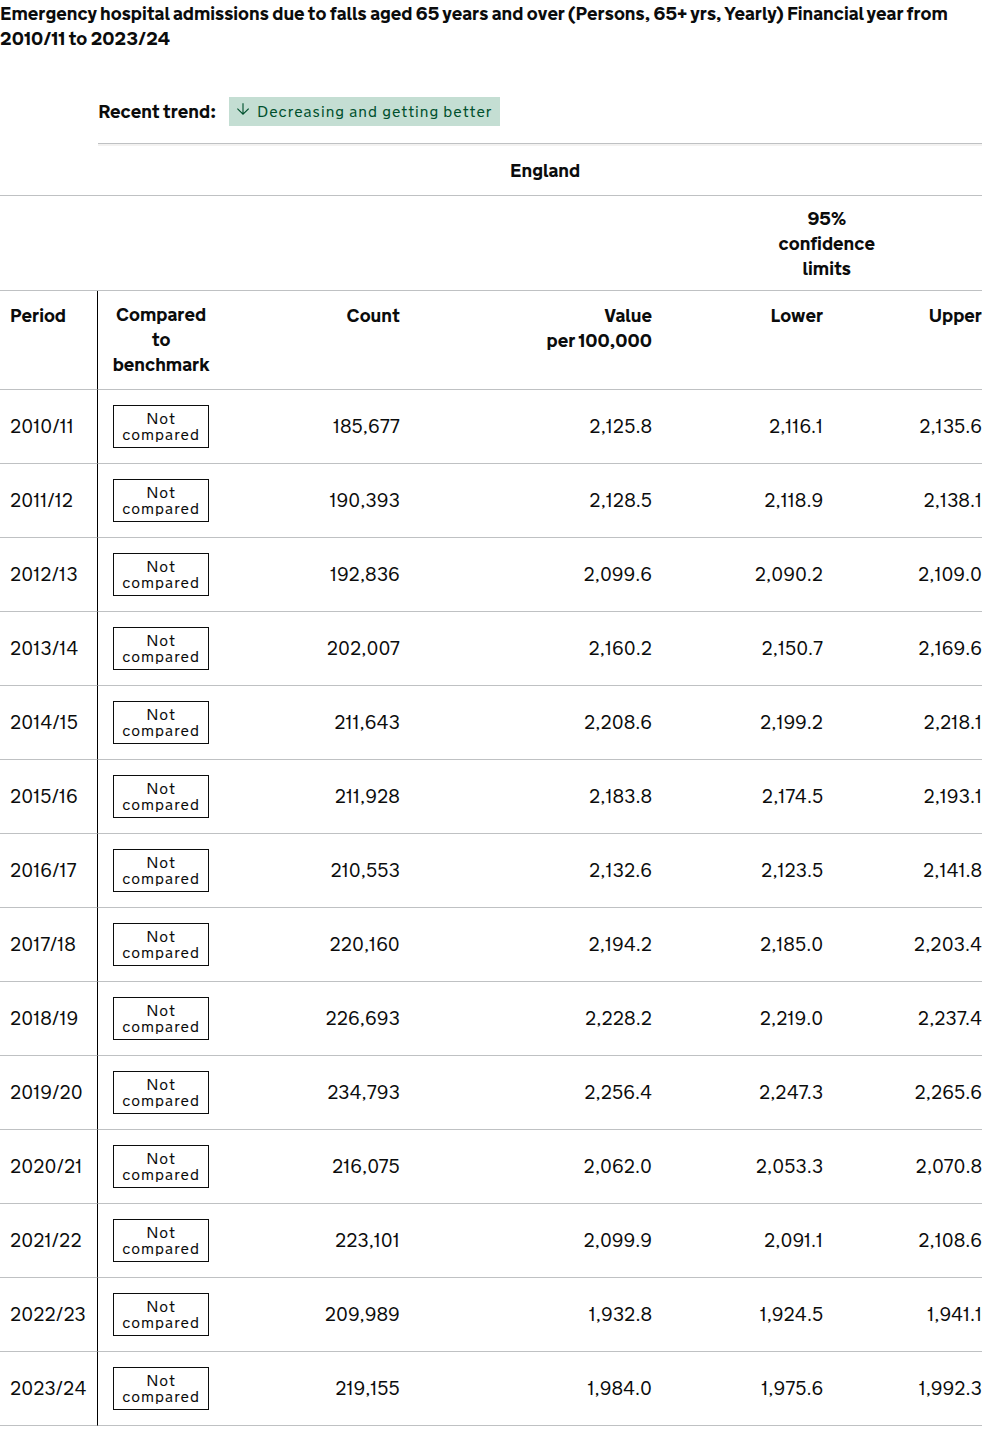 Emergency hospital admissions due to falls aged 65 years and over (Persons, 65+ yrs, Yearly) Financial year from
2010/11 to 2023/24
Recent trend: ↓ Decreasing and getting better
England
95%
confidence
limits
Period Compared to benchmark Count Value per 100,000 Lower Upper
2010/11 Not compared 185,677 2,125.8 2,116.1 2,135.6
2011/12 Not compared 190,393 2,128.5 2,118.9 2,138.1
2012/13 Not compared 192,836 2,099.6 2,090.2 2,109.0
2013/14 Not compared 202,007 2,160.2 2,150.7 2,169.6
2014/15 Not compared 211,643 2,208.6 2,199.2 2,218.1
2015/16 Not compared 211,928 2,183.8 2,174.5 2,193.1
2016/17 Not compared 210,553 2,132.6 2,123.5 2,141.8
2017/18 Not compared 220,160 2,194.2 2,185.0 2,203.4
2018/19 Not compared 226,693 2,228.2 2,219.0 2,237.4
2019/20 Not compared 234,793 2,256.4 2,247.3 2,265.6
2020/21 Not compared 216,075 2,062.0 2,053.3 2,070.8
2021/22 Not compared 223,101 2,099.9 2,091.1 2,108.6
2022/23 Not compared 209,989 1,932.8 1,924.5 1,941.1
2023/24 Not compared 219,155 1,984.0 1,975.6 1,992.3